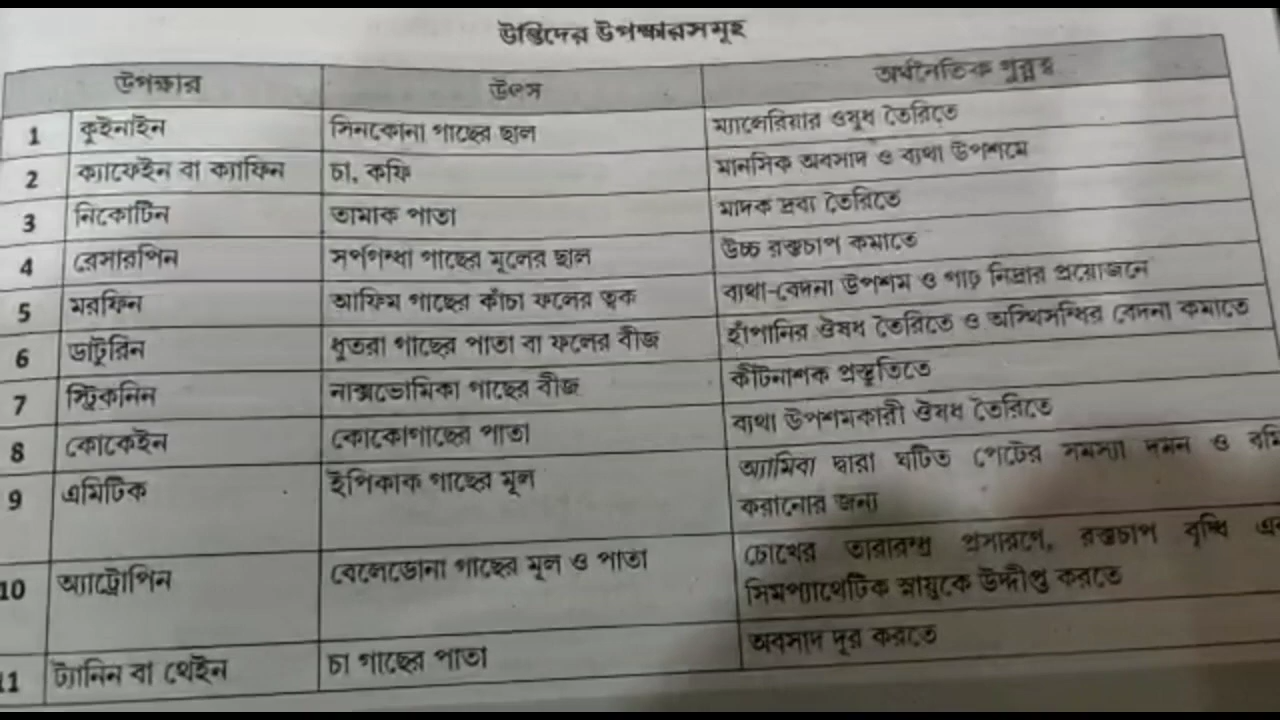 উদ্ভিদের উপক্ষারসমূহ
উপক্ষার উৎস অর্থনৈতিক গুরুত্ব
1 কুইনাইন সিনকোনা গাছের ছাল ম্যালেরিয়ার ওষুধ তৈরিতে
2 ক্যাফেইন বা ক্যাফিন চা, কফি মানসিক অবসাদ ও ব্যথা উপশমে
3 নিকোটিন তামাক পাতা মাদক দ্রব্য তৈরিতে
4 রেসারপিন সর্পগন্ধা গাছের মূলের ছাল উচ্চ রক্তচাপ কমাতে
5 মরফিন আফিম গাছের কাঁচা ফলের ত্বক ব্যথা-বেদনা উপশম ও গাঢ় নিদ্রার প্রয়োজনে
6 ডাটুরিন ধুতরা গাছের পাতা বা ফলের বীজ হাঁপানির ঔষধ তৈরিতে ও অস্থিসন্ধির বেদনা কমাতে
7 স্ট্রিকনিন নাক্সভোমিকা গাছের বীজ কীটনাশক প্রস্তুতিতে
8 কোকেইন কোকোগাছের পাতা ব্যথা উপশমকারী ঔষধ তৈরিতে
9 এমিটিক ইপিকাক গাছের মূল অ্যামিবা দ্বারা ঘটিত পেটের সমস্যা দমন ও বমি
করানোর জন্য
10 অ্যাট্রোপিন বেলেডোনা গাছের মূল ও পাতা চোখের তারারন্ধ্র প্রসারণে, রক্তচাপ বৃদ্ধি
সিমপ্যাথেটিক স্নায়ুকে উদ্দীপ্ত করতে
11 ট্যানিন বা থেইন চা গাছের পাতা অবসাদ দূর করতে